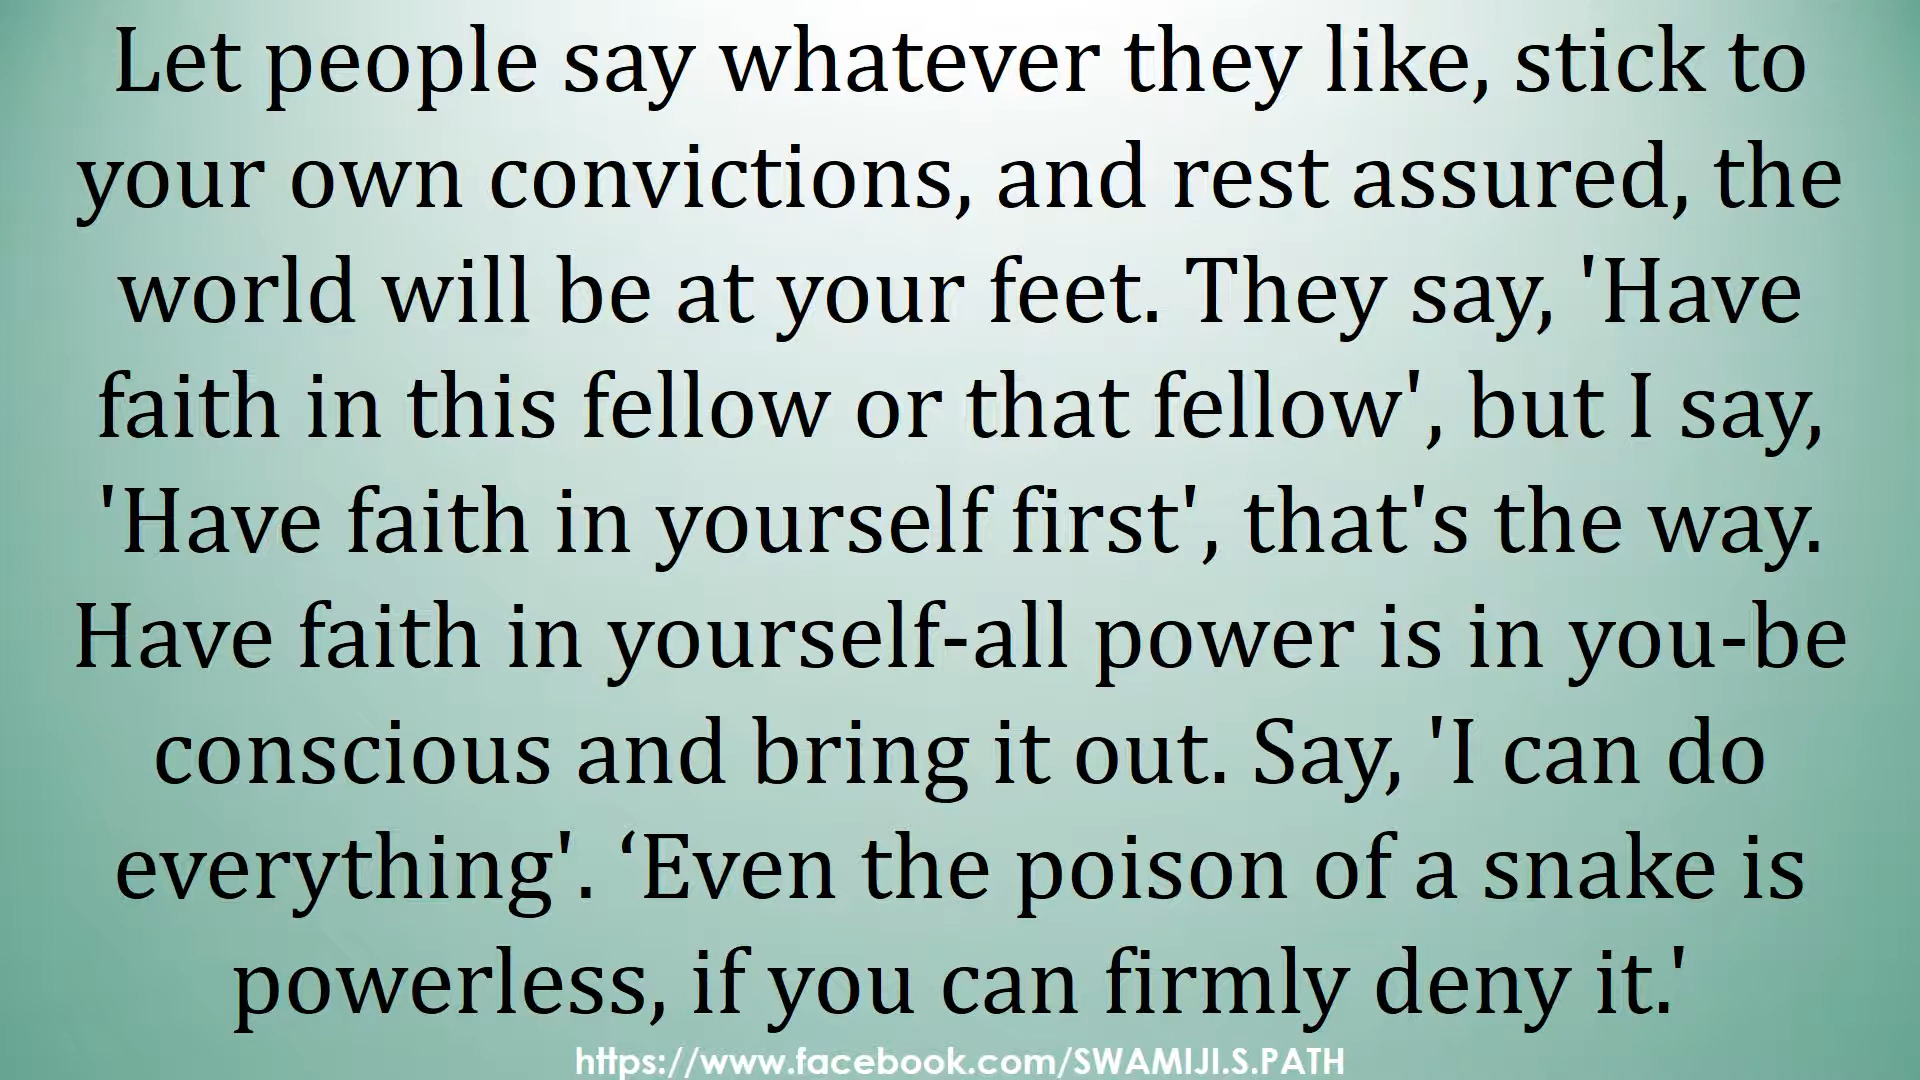 Let people say whatever they like, stick to
your own convictions, and rest assured, the
world will be at your feet. They say, 'Have
faith in this fellow or that fellow', but I say,
'Have faith in yourself first', that's the way.
Have faith in yourself-all power is in you-be
conscious and bring it out. Say, 'I can do
everything'. ‘Even the poison of a snake is
powerless, if you can firmly deny it.'
https://www.facebook.com/SWAMIJI.S.PATH